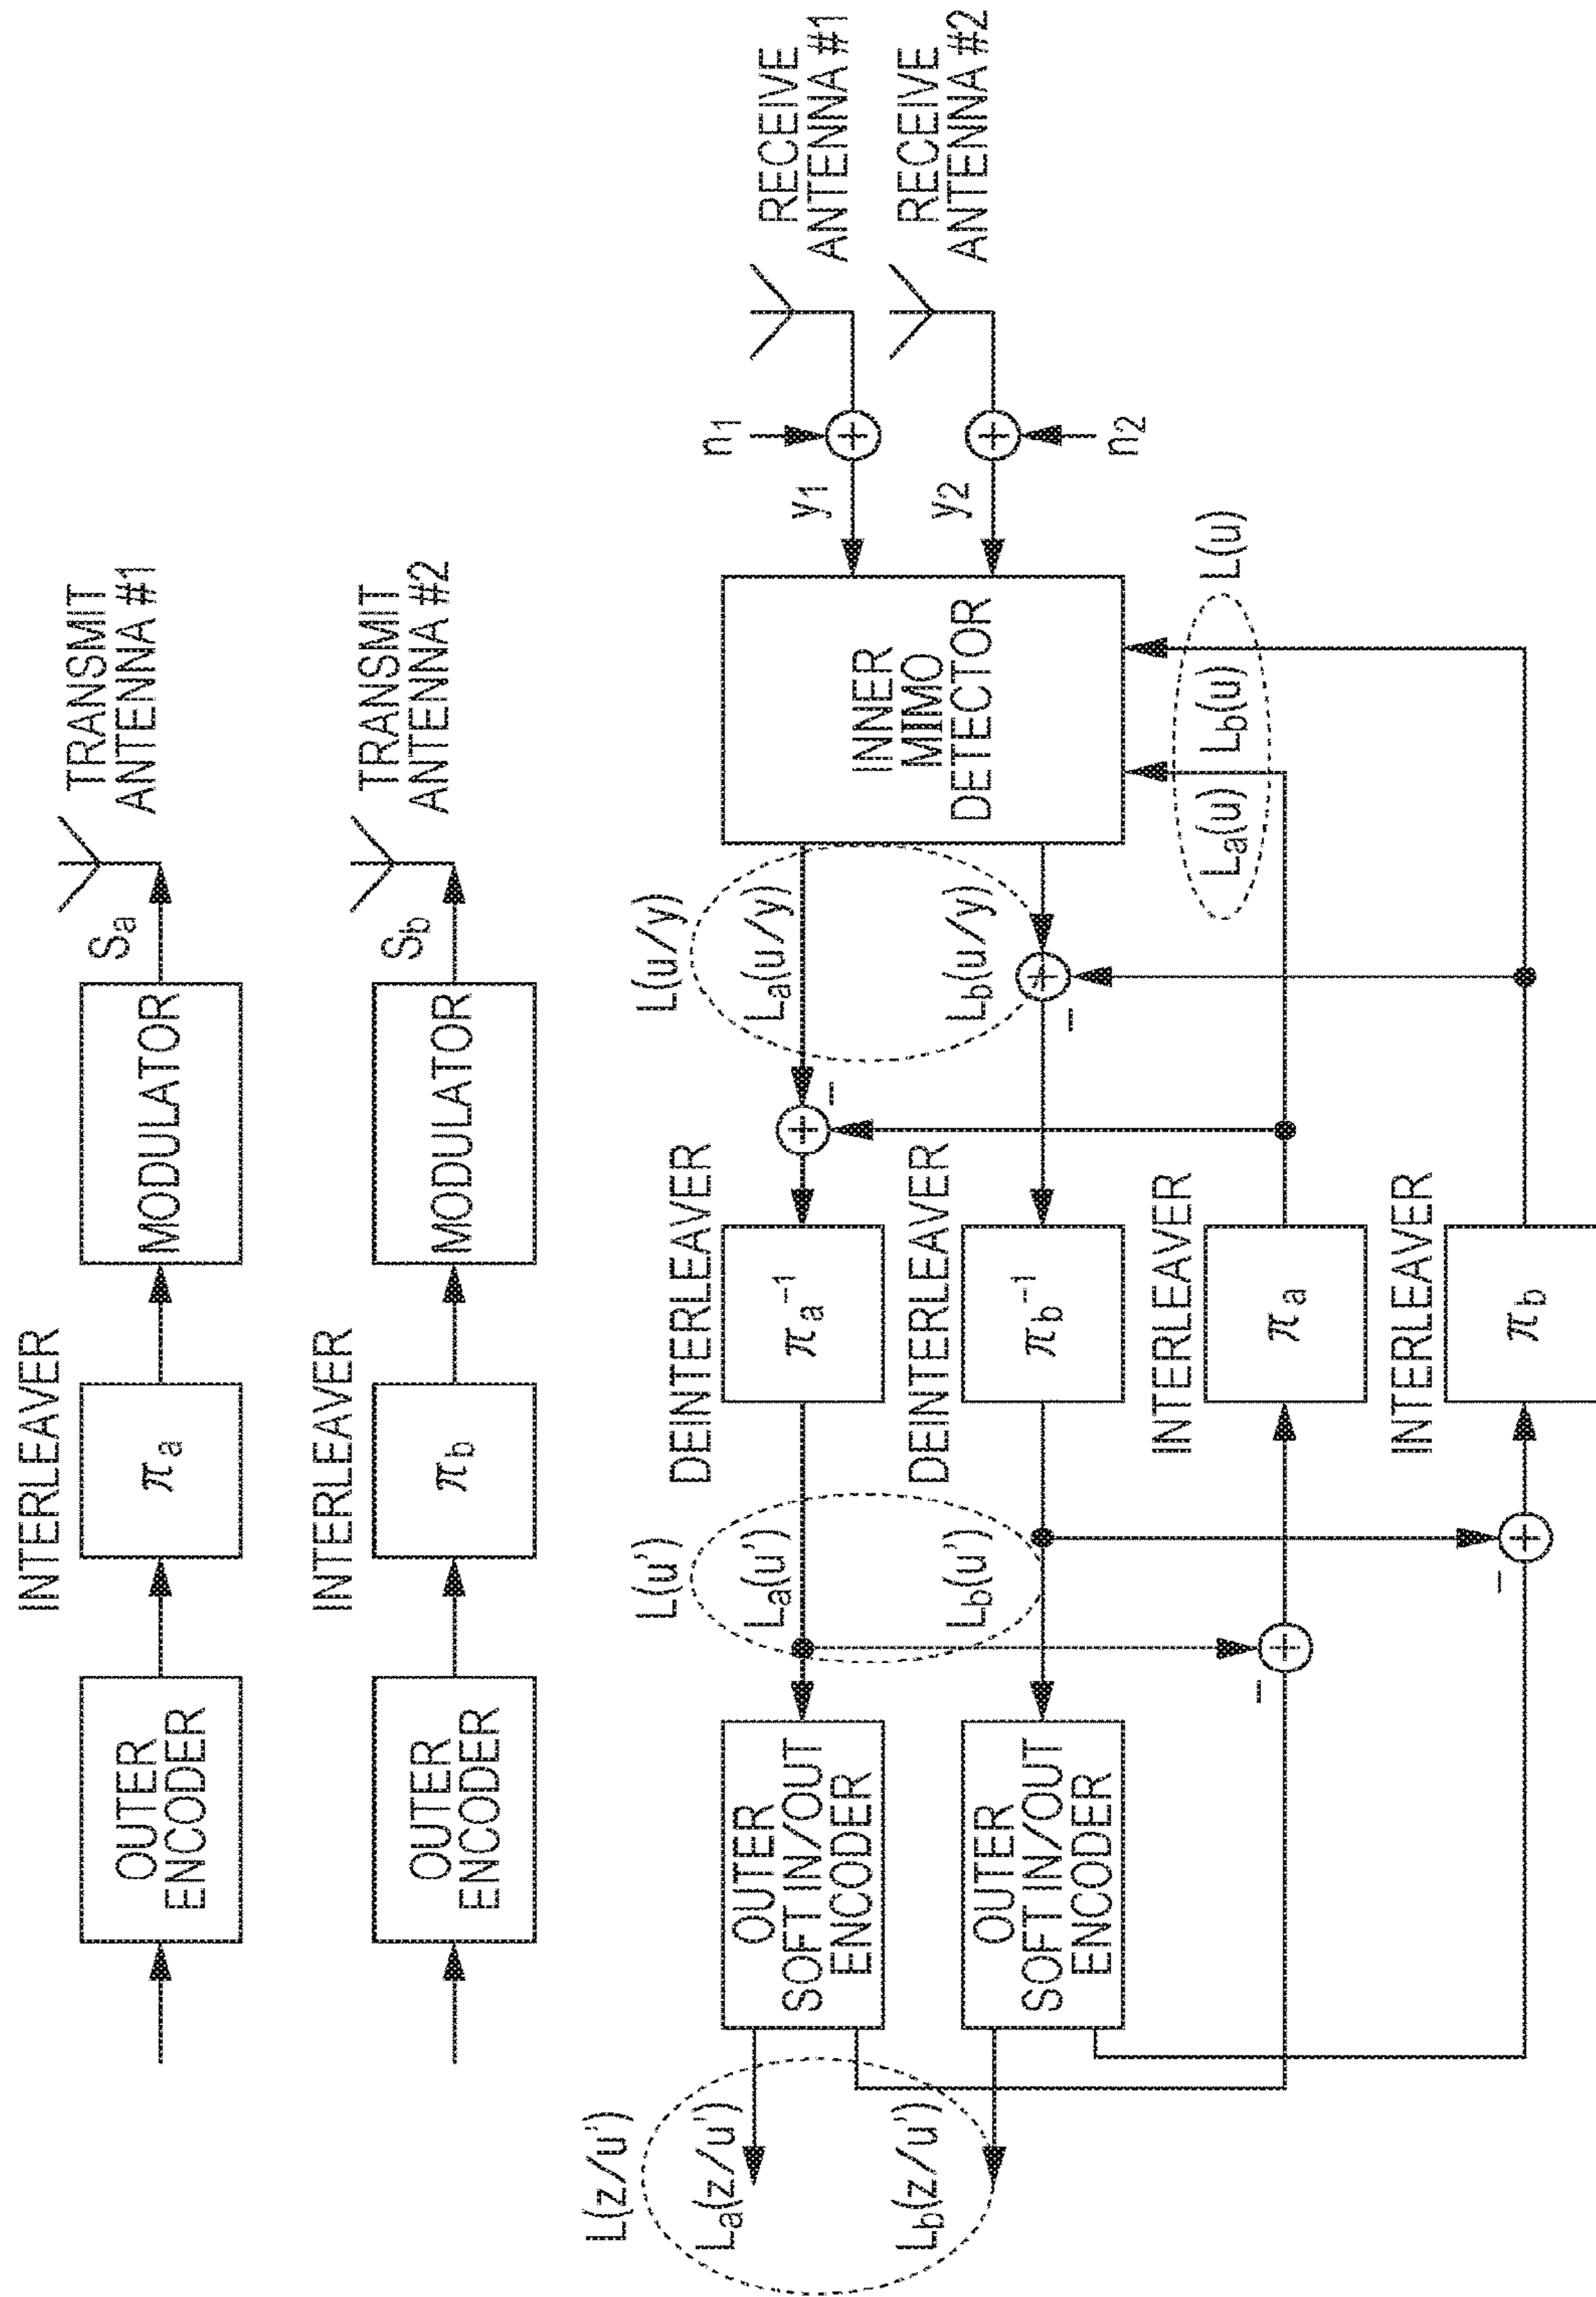 INTERLEAVER
OUTER
ENCODER
πa
MODULATOR
Sa
TRANSMIT
ANTENNA #1
INTERLEAVER
OUTER
ENCODER
πb
MODULATOR
Sb
TRANSMIT
ANTENNA #2
L(z/u')
La(z/u')
Lb(z/u')
OUTER
SOFT IN/OUT
ENCODER
OUTER
SOFT IN/OUT
ENCODER
L(u')
La(u')
Lb(u')
–
–
DEINTERLEAVER
πa⁻¹
DEINTERLEAVER
πb⁻¹
INTERLEAVER
πa
INTERLEAVER
πb
+
+
+
+
–
–
L(u/y)
La(u/y)
Lb(u/y)
INNER
MIMO
DETECTOR
La(u) Lb(u) L(u)
y1
y2
n1
+
+
n2
RECEIVE
ANTENNA #1
RECEIVE
ANTENNA #2